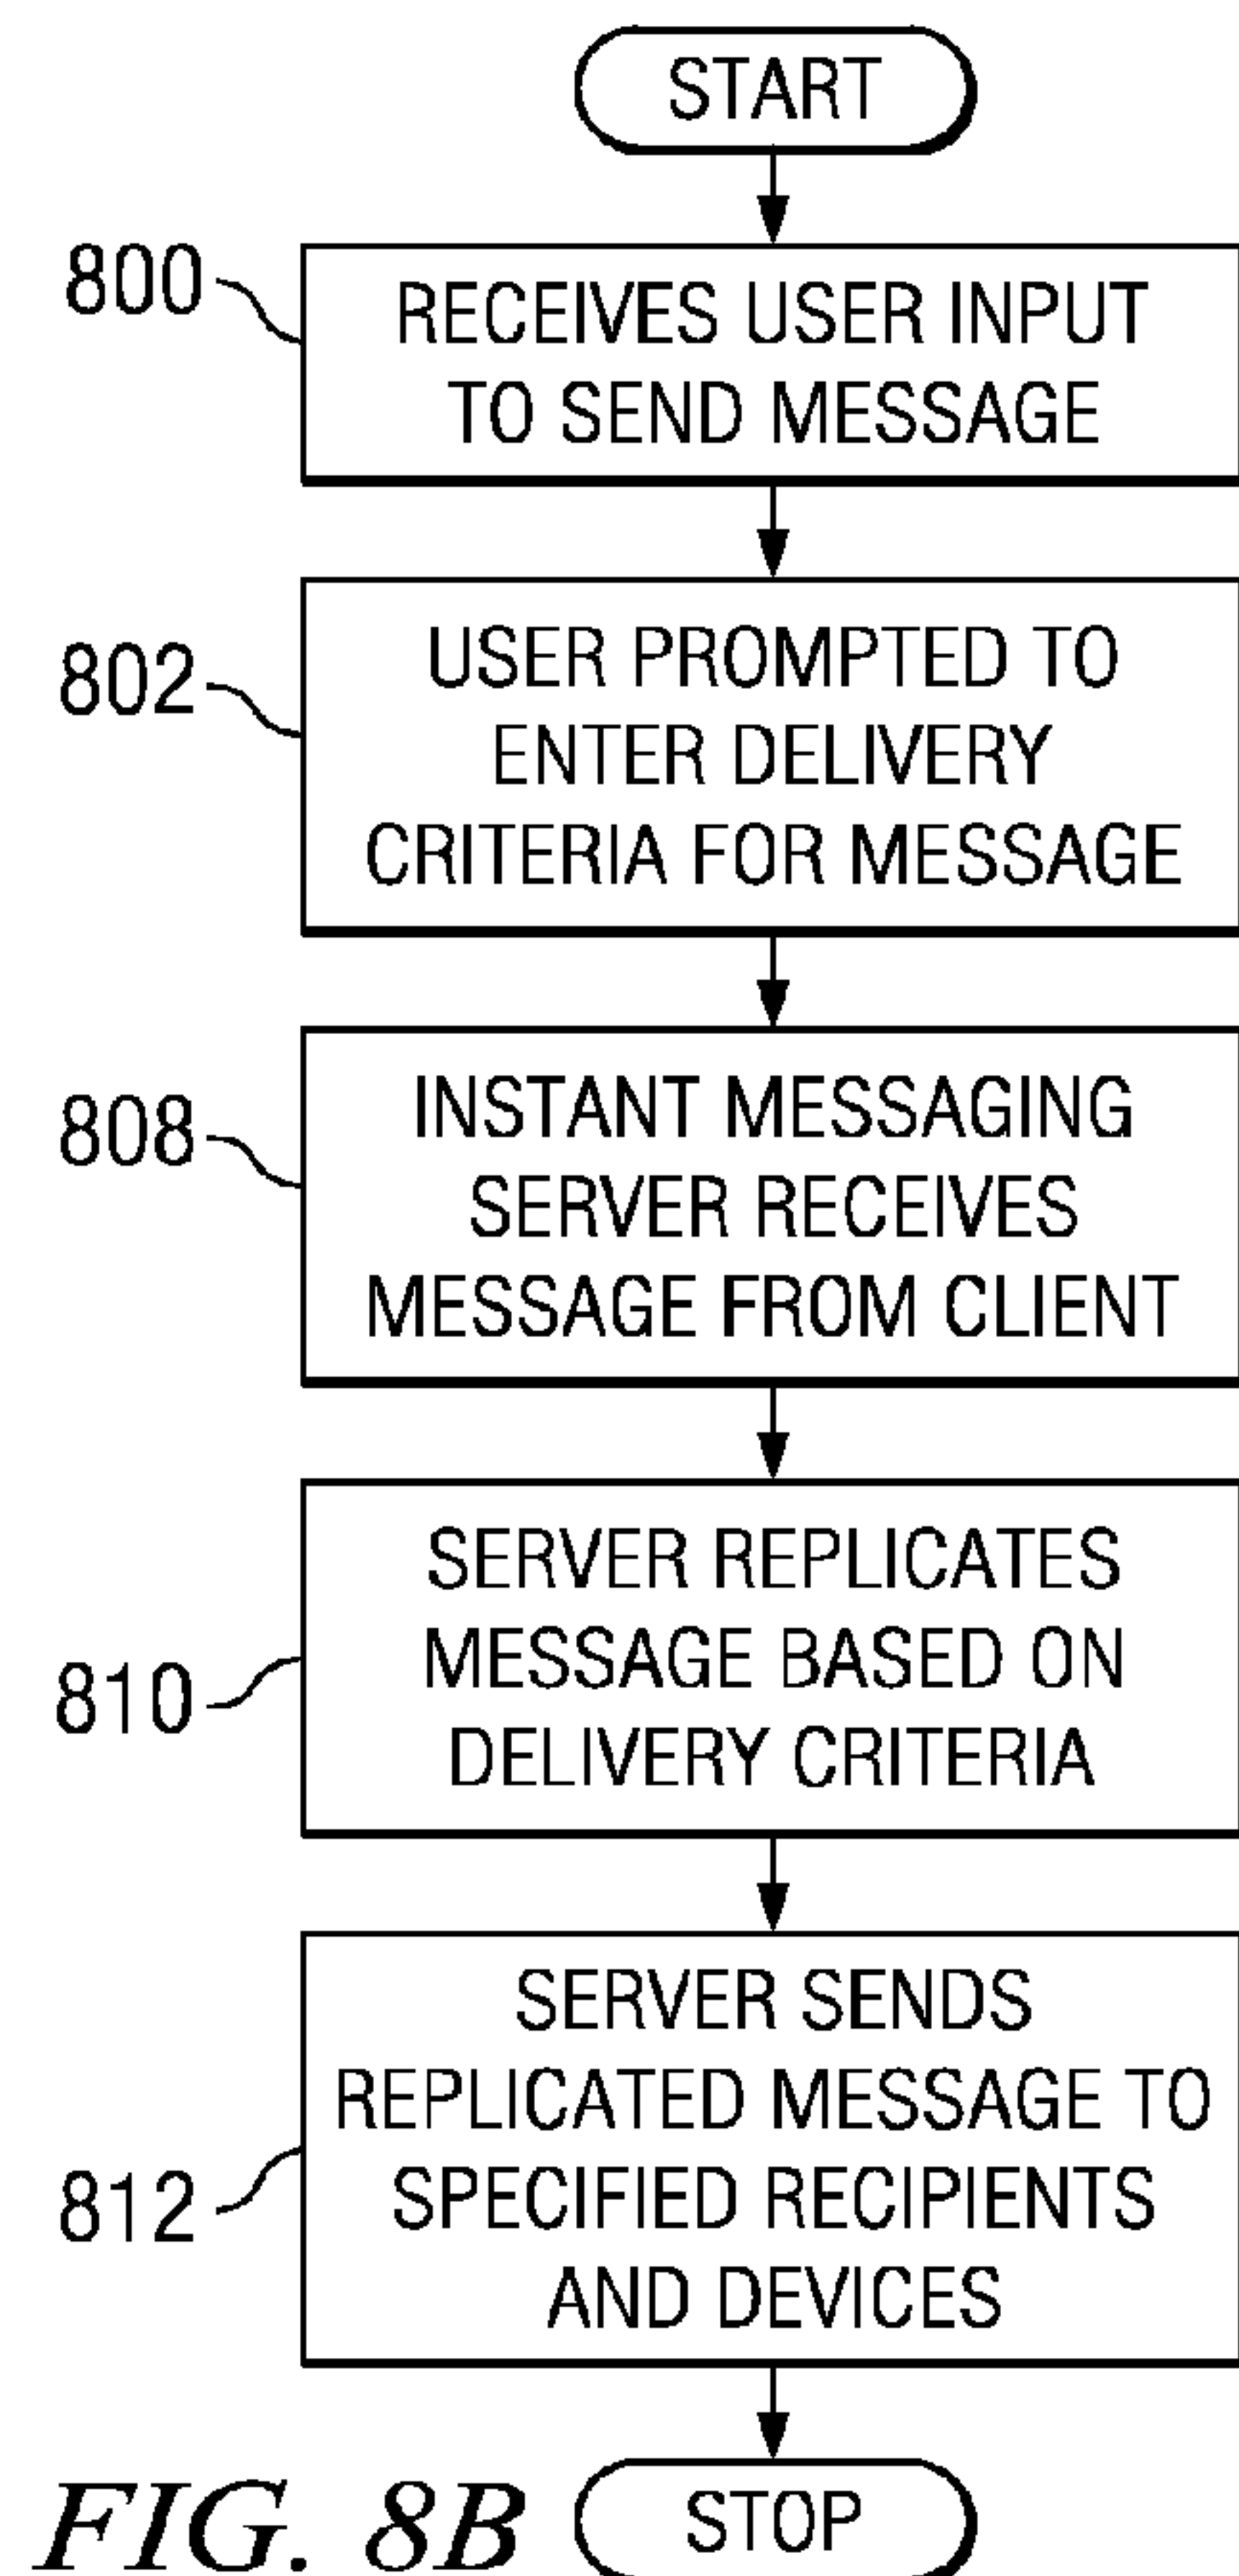 START
800
RECEIVES USER INPUT
TO SEND MESSAGE
802
USER PROMPTED TO
ENTER DELIVERY
CRITERIA FOR MESSAGE
808
INSTANT MESSAGING
SERVER RECEIVES
MESSAGE FROM CLIENT
810
SERVER REPLICATES
MESSAGE BASED ON
DELIVERY CRITERIA
812
SERVER SENDS
REPLICATED MESSAGE TO
SPECIFIED RECIPIENTS
AND DEVICES
STOP
FIG. 8B